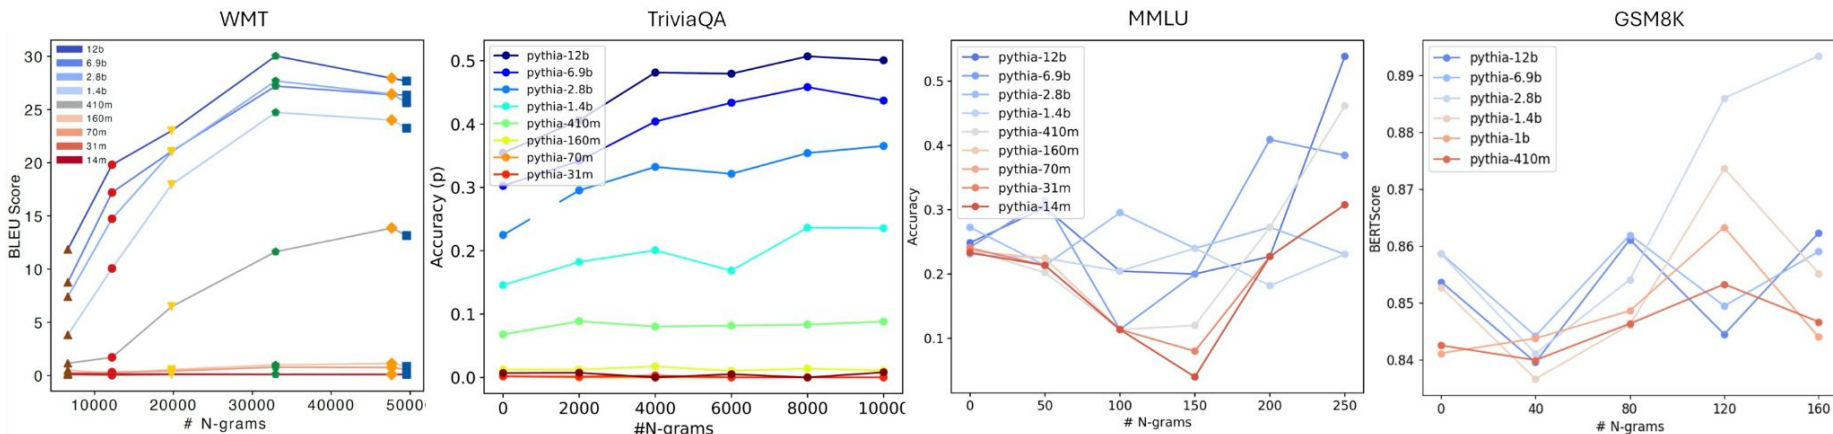 WMT
30
25
20
15
10
5
0
BLEU Score
12b
6.9b
2.8b
1.4b
410m
160m
70m
31m
14m
10000
20000
30000
40000
50000
# N-grams
TriviaQA
0.5
0.4
0.3
0.2
0.1
0.0
Accuracy (p)
pythia-12b
pythia-6.9b
pythia-2.8b
pythia-1.4b
pythia-410m
pythia-160m
pythia-70m
pythia-31m
0
2000
4000
6000
8000
10000
#N-grams
MMLU
0.5
0.4
0.3
0.2
0.1
Accuracy
pythia-12b
pythia-6.9b
pythia-2.8b
pythia-1.4b
pythia-410m
pythia-160m
pythia-70m
pythia-31m
pythia-14m
0
50
100
150
200
250
# N-grams
GSM8K
0.89
0.88
0.87
0.86
0.85
0.84
BERTScore
pythia-12b
pythia-6.9b
pythia-2.8b
pythia-1.4b
pythia-1b
pythia-410m
0
40
80
120
160
# N-grams